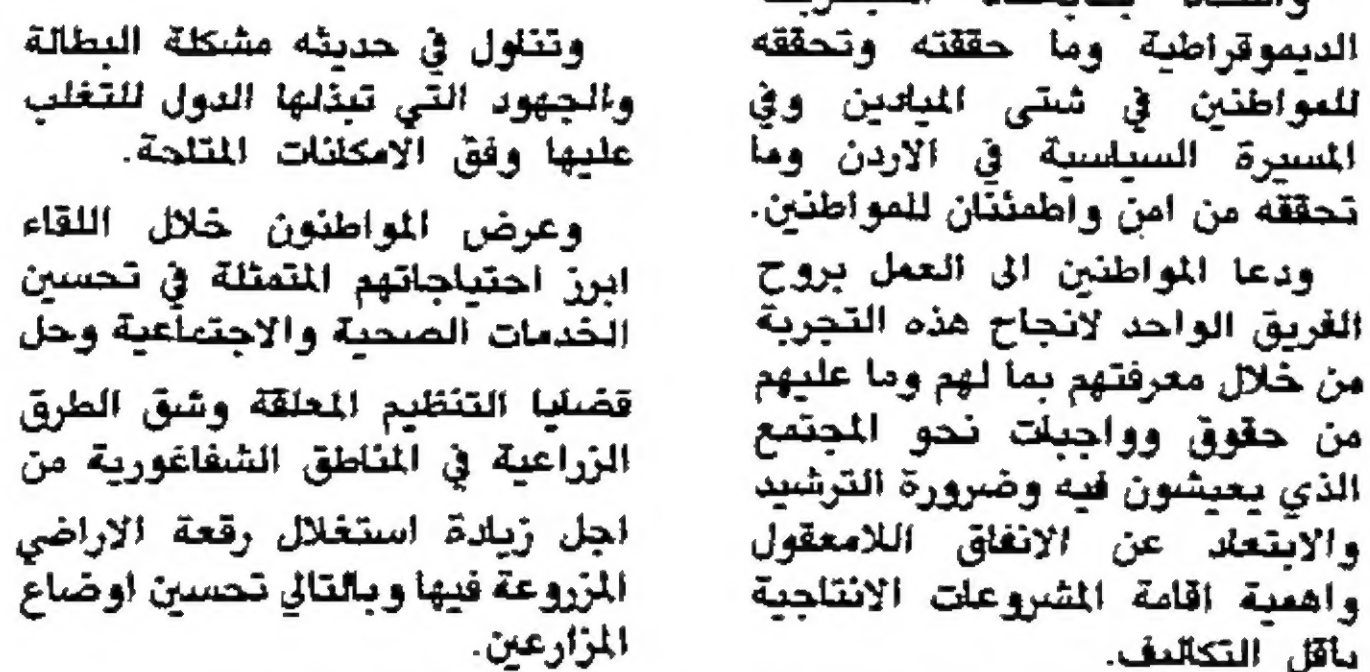 الديموقراطية وما حققته وتحققه
للمواطنين في شتى الميادين وفي
المسيرة السياسية في الاردن وما
تحققه من امن واطمئنان للمواطنين.
ودعا المواطنين الى العمل بروح
الفريق الواحد لانجاح هذه التجربة
من خلال معرفتهم بما لهم وما عليهم
من حقوق وواجبات نحو المجتمع
الذي يعيشون فيه وضرورة الترشيد
والابتعاد عن الانفاق اللامعقول
واهمية اقامة المشروعات الانتاجية
باقل التكاليف.
وتناول في حديثه مشكلة البطالة
والجهود التي تبذلها الدول للتغلب
عليها وفق الامكانات المتاحة.
وعرض المواطنون خلال اللقاء
ابرز احتياجاتهم المتمثلة في تحسين
الخدمات الصحية والاجتماعية وحل
قضايا التنظيم المعلقة وشق الطرق
الزراعية في المناطق الشفاغورية من
اجل زيادة استغلال رقعة الاراضي
المزروعة فيها وبالتالي تحسين اوضاع
المزارعين.